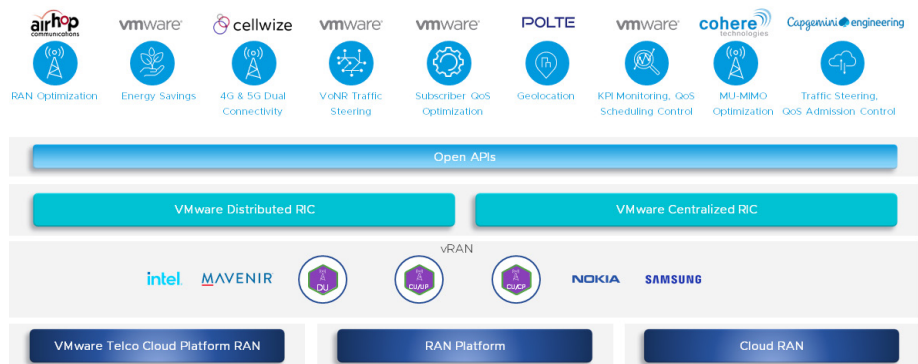 airhop
communications
vmware
cellwize
vmware
vmware
POLTE
vmware
cohere
technologies
Capgemini engineering
RAN Optimization
Energy Savings
4G & 5G Dual
Connectivity
VoNR Traffic
Steering
Subscriber QoS
Optimization
Geolocation
KPI Monitoring, QoS
Scheduling Control
MU-MIMO
Optimization
Traffic Steering,
QoS Admission Control
Open APIs
VMware Distributed RIC
VMware Centralized RIC
vRAN
intel.
MAVENIR
DU
CU/UP
CU/CP
NOKIA
SAMSUNG
VMware Telco Cloud Platform RAN
RAN Platform
Cloud RAN